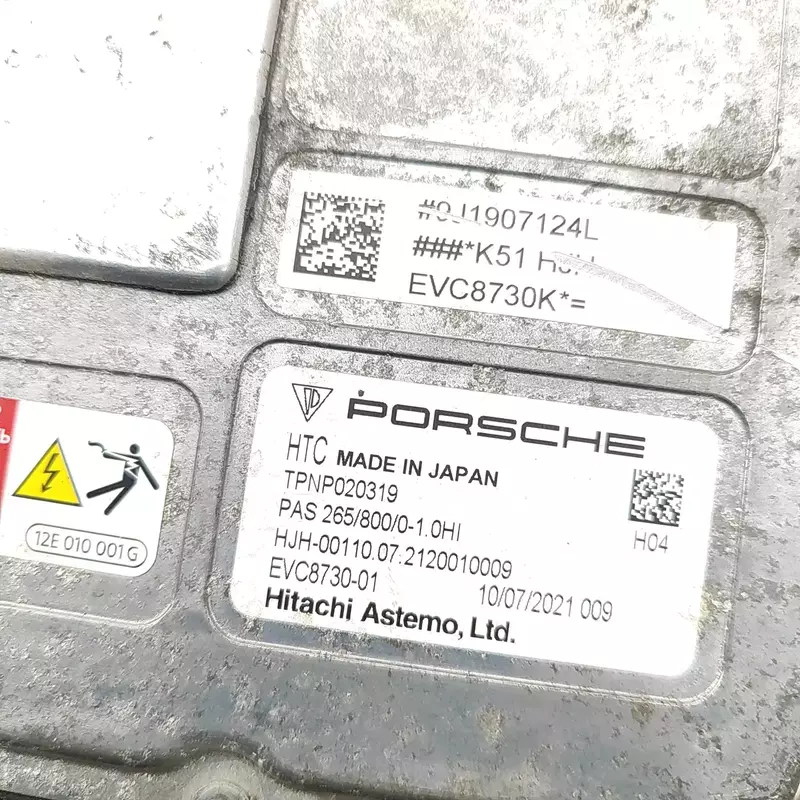 #9J1907124L
###*K51
EVC8730K*=
PORSCHE
HTC MADE IN JAPAN
TPNP020319
PAS 265/800/0-1.0HI
HJH-00110.07.2120010009
EVC8730-01 10/07/2021 009
Hitachi Astemo, Ltd.
H04
12E 010 001 G